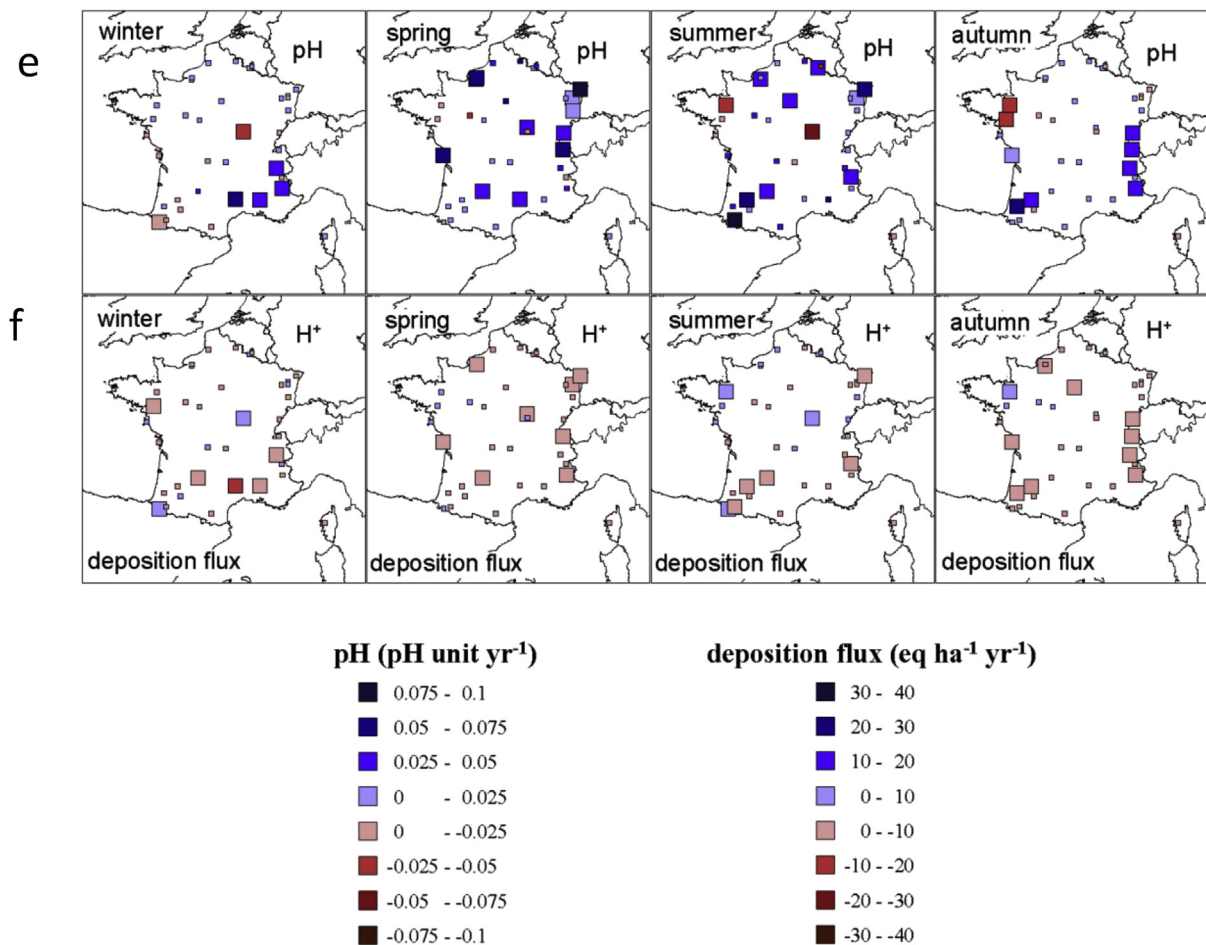 e
winter
pH
spring
pH
summer
pH
autumn
pH
f
winter
H⁺
deposition flux
spring
H⁺
deposition flux
summer
H⁺
deposition flux
autumn
H⁺
deposition flux
pH (pH unit yr⁻¹)
0.075 - 0.1
0.05 - 0.075
0.025 - 0.05
0 - 0.025
0 - -0.025
-0.025 - -0.05
-0.05 - -0.075
-0.075 - -0.1
deposition flux (eq ha⁻¹ yr⁻¹)
30 - 40
20 - 30
10 - 20
0 - 10
0 - -10
-10 - -20
-20 - -30
-30 - -40